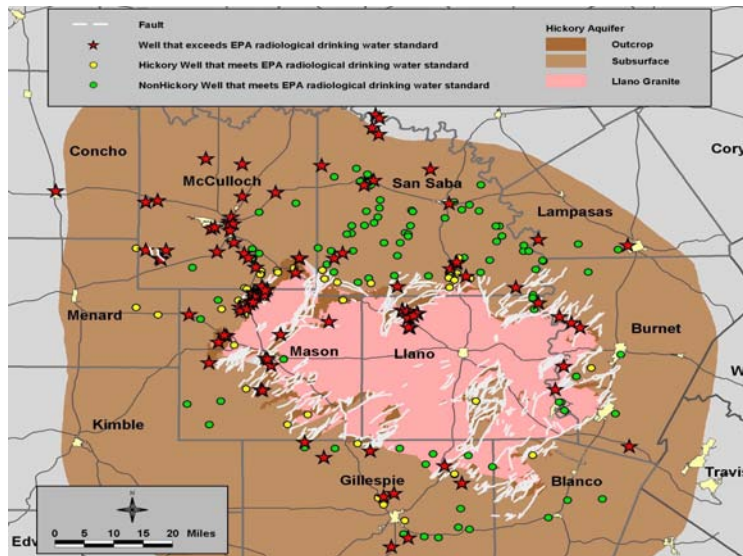 Fault
Well that exceeds EPA radiological drinking water standard
Hickory Well that meets EPA radiological drinking water standard
NonHickory Well that meets EPA radiological drinking water standard
Hickory Aquifer
Outcrop
Subsurface
Llano Granite
Concho
McCulloch
San Saba
Cory
Lampasas
Menard
Mason
Llano
Burnet
Kimble
Gillespie
Blanco
Travis
Edw
W
N
0 5 10 15 20 Miles